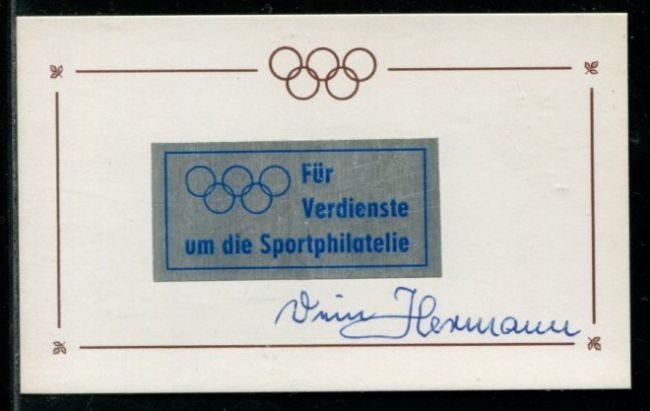 Für
Verdienste
um die Sportphilatelie
Hermann